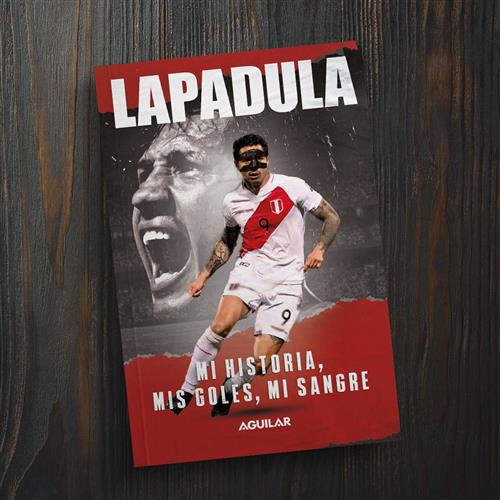 LAPADULA
9
9
MI HISTORIA,
MIS GOLES, MI SANGRE
AGUILAR